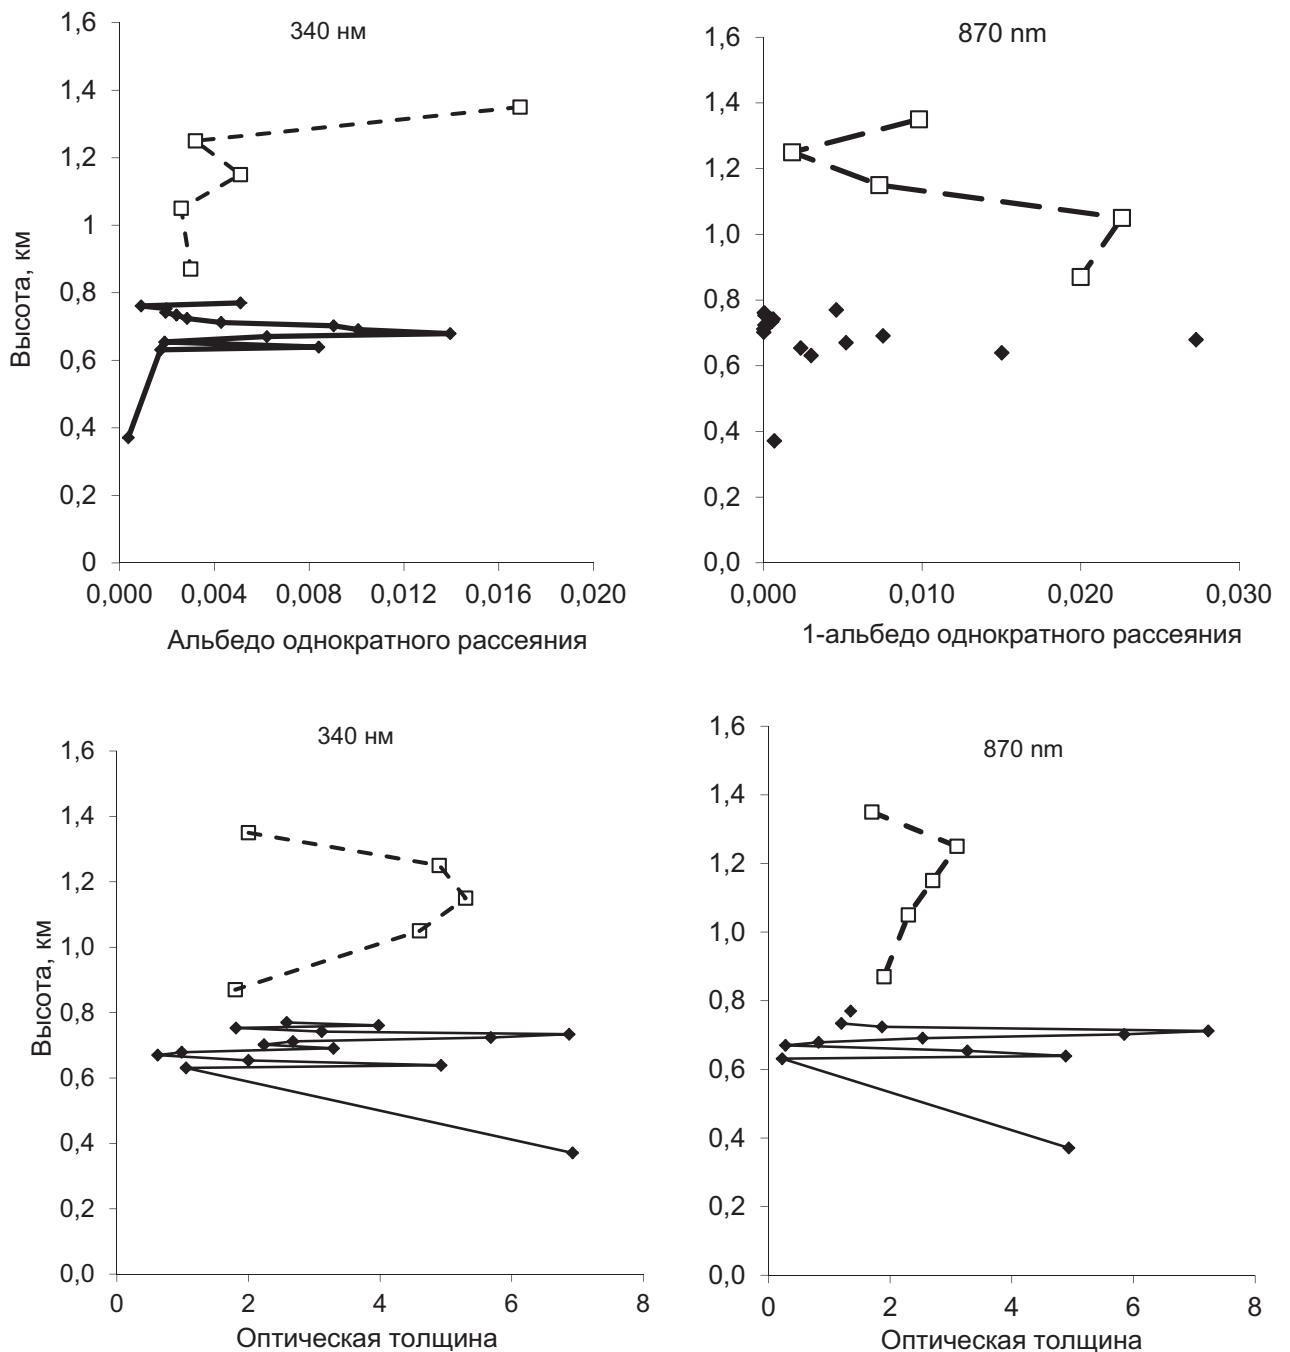 340 нм
1,6
1,4
1,2
1
0,8
0,6
0,4
0,2
0
0,000 0,004 0,008 0,012 0,016 0,020
Высота, км
Альбедо однократного рассеяния
870 nm
1,6
1,4
1,2
1,0
0,8
0,6
0,4
0,2
0,0
0,000 0,010 0,020 0,030
1-альбедо однократного рассеяния
340 нм
1,6
1,4
1,2
1,0
0,8
0,6
0,4
0,2
0,0
0 2 4 6 8
Высота, км
Оптическая толщина
870 nm
1,6
1,4
1,2
1,0
0,8
0,6
0,4
0,2
0,0
0 2 4 6 8
Оптическая толщина